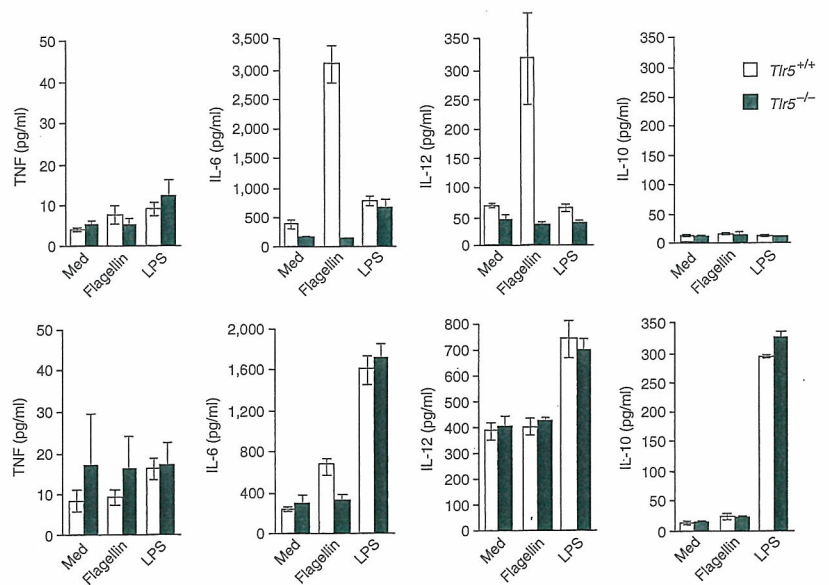 TNF (pg/ml)
50
40
30
20
10
0
Med
Flagellin
LPS
IL-6 (pg/ml)
3,500
3,000
2,500
2,000
1,500
1,000
500
0
Med
Flagellin
LPS
IL-12 (pg/ml)
350
300
250
200
150
100
50
0
Med
Flagellin
LPS
IL-10 (pg/ml)
350
300
250
200
150
100
50
0
Med
Flagellin
LPS
Tlr5+/+
Tlr5–/–
TNF (pg/ml)
50
40
30
20
10
0
Med
Flagellin
LPS
IL-6 (pg/ml)
2,000
1,600
1,200
800
400
0
Med
Flagellin
LPS
IL-12 (pg/ml)
800
700
600
500
400
300
200
100
0
Med
Flagellin
LPS
IL-10 (pg/ml)
350
300
250
200
150
100
50
0
Med
Flagellin
LPS